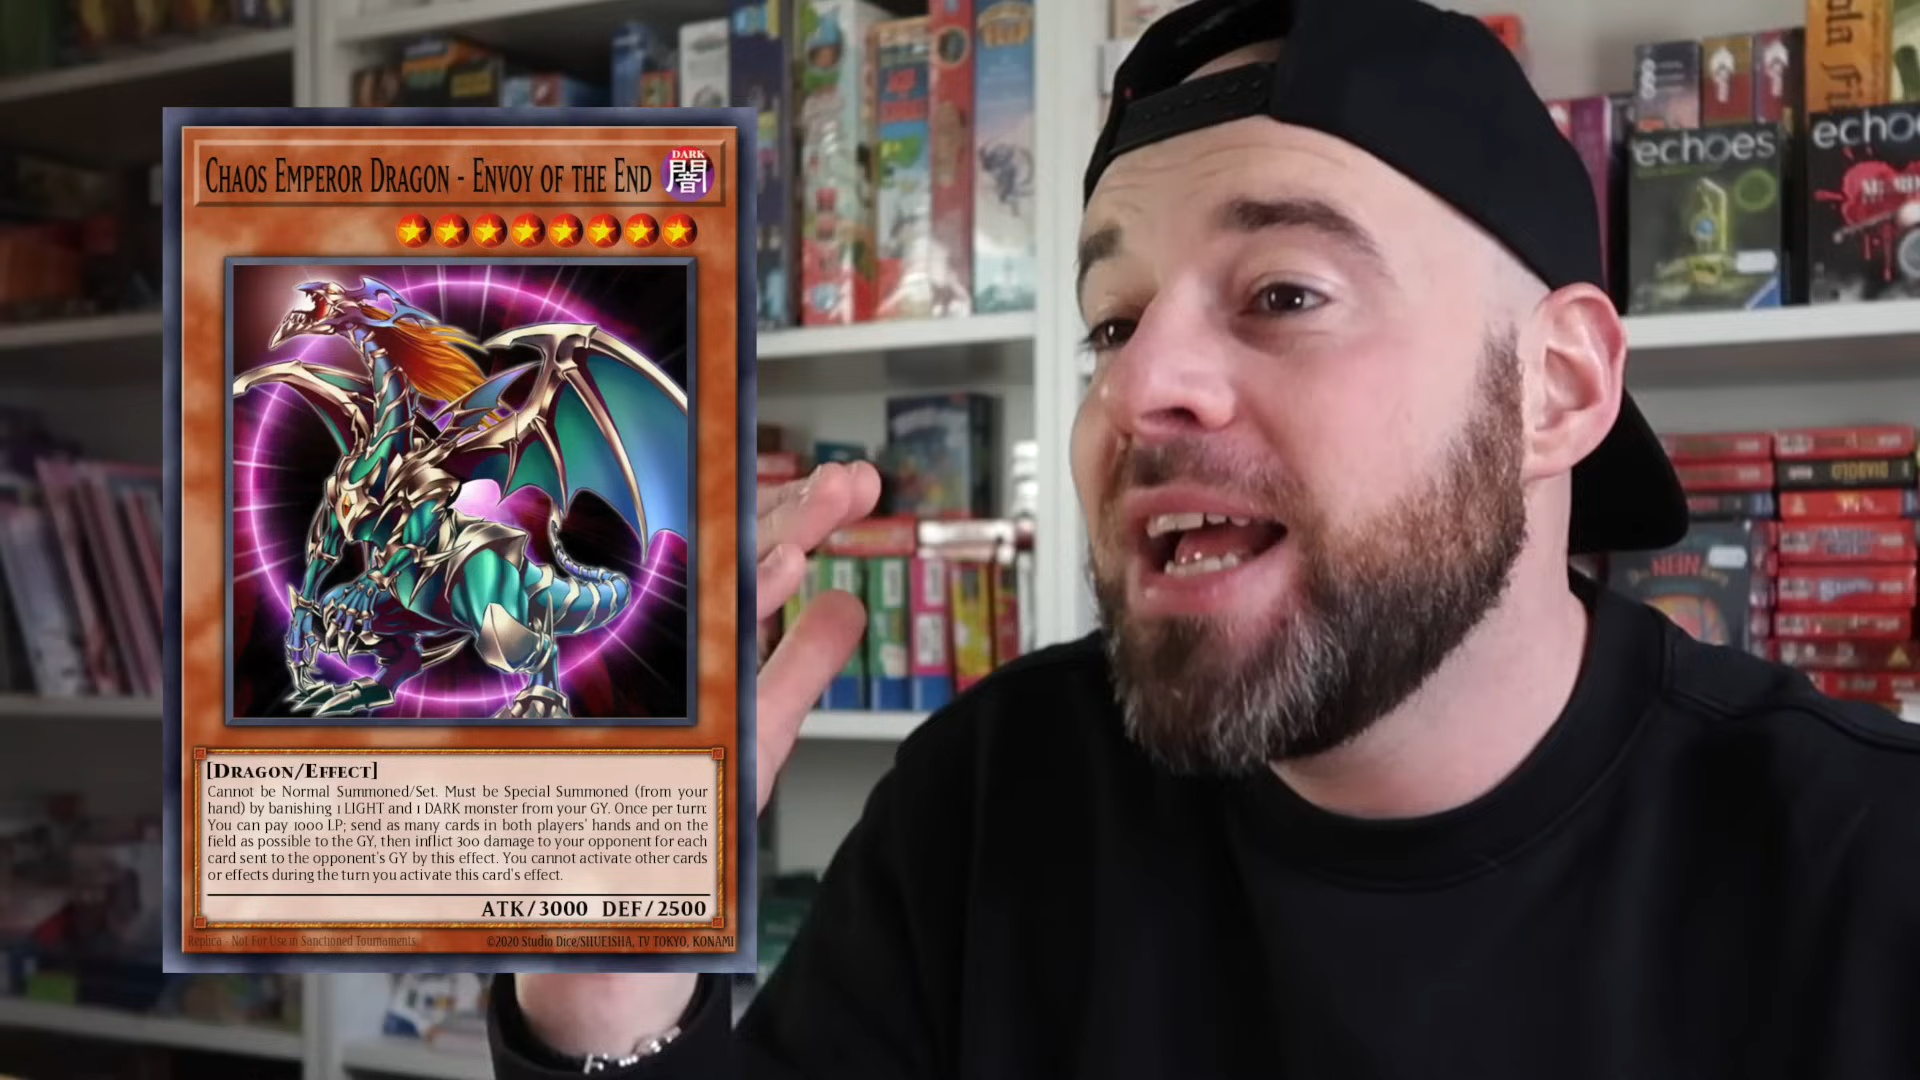 CHAOS EMPEROR DRAGON - ENVOY OF THE END
DARK
闇
[DRAGON/EFFECT]
Cannot be Normal Summoned/Set. Must be Special Summoned (from your
hand) by banishing 1 LIGHT and 1 DARK monster from your GY. Once per turn:
You can pay 1000 LP; send as many cards in both players' hands and on the
field as possible to the GY, then inflict 300 damage to your opponent for each
card sent to the opponent's GY by this effect. You cannot activate other cards
or effects during the turn you activate this card's effect.
ATK/3000 DEF/2500
Replica - Not For Use in Sanctioned Tournaments
©2020 Studio Dice/SHUEISHA, TV TOKYO, KONAMI
echoes
echo
NEIN
DIABOLO